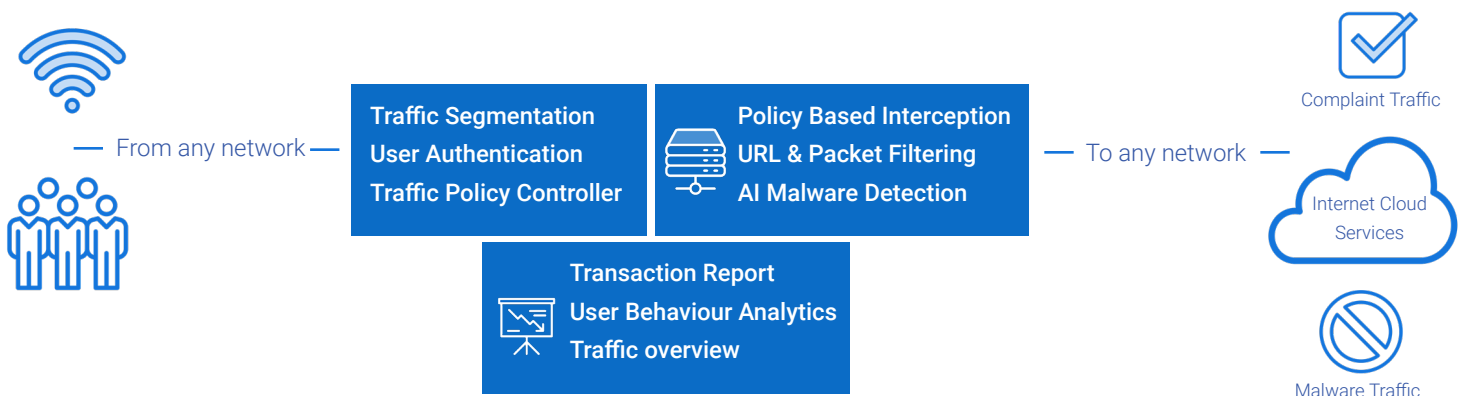 From any network
Traffic Segmentation
User Authentication
Traffic Policy Controller
Policy Based Interception
URL & Packet Filtering
AI Malware Detection
Transaction Report
User Behaviour Analytics
Traffic overview
To any network
Complaint Traffic
Internet Cloud
Services
Malware Traffic